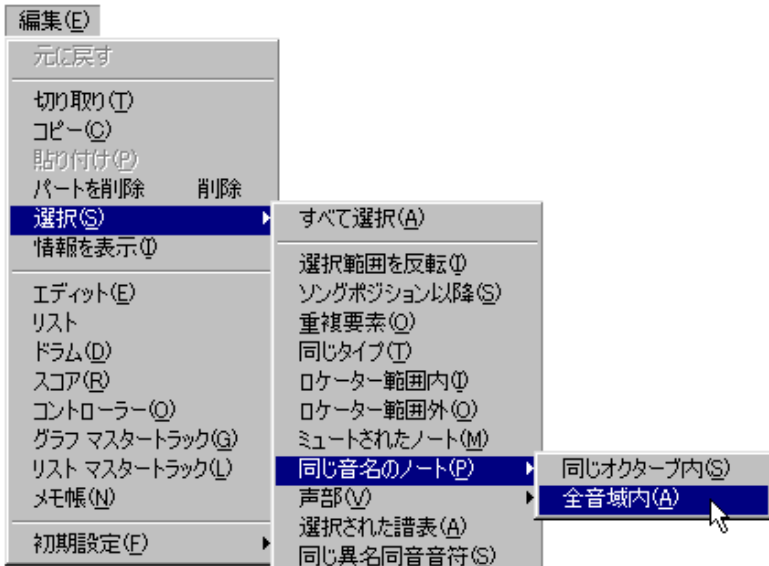 編集(E)
元に戻す
切り取り(T)
コピー(C)
貼り付け(P)
パートを削除 削除
選択(S)
情報を表示(I)
エディット(E)
リスト
ドラム(D)
スコア(R)
コントローラー(O)
グラフ マスタートラック(G)
リスト マスタートラック(L)
メモ帳(N)
初期設定(F)
すべて選択(A)
選択範囲を反転(I)
ソングポジション以降(S)
重複要素(O)
同じタイプ(T)
ロケーター範囲内(I)
ロケーター範囲外(O)
ミュートされたノート(M)
同じ音名のノート(P)
声部(V)
選択された譜表(A)
同じ異名同音音符(S)
同じオクターブ内(S)
全音域内(A)